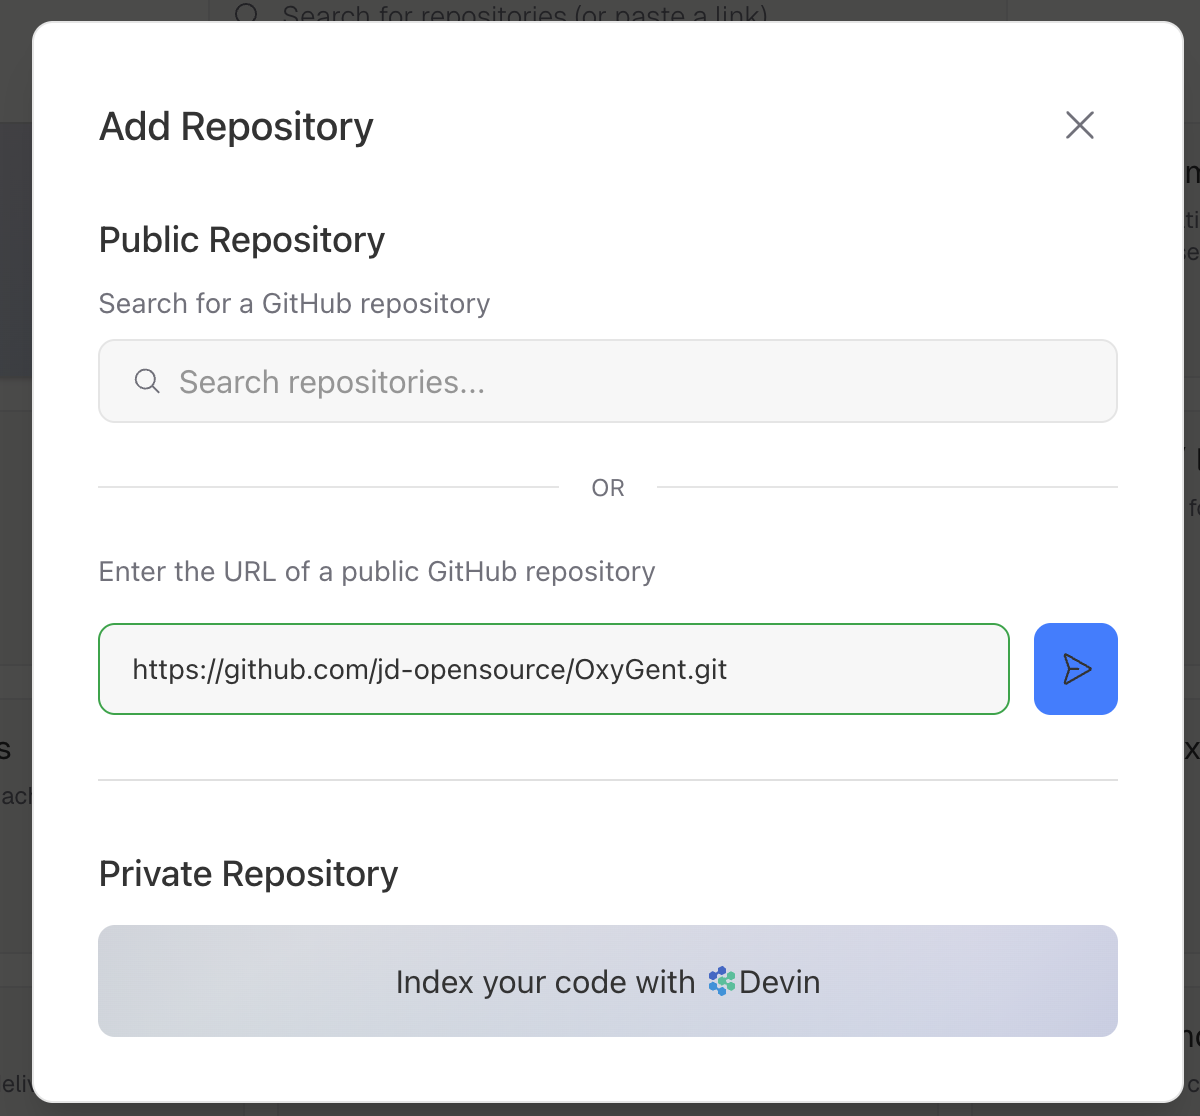 Search for repositories (or paste a link)
Add Repository
Public Repository
Search for a GitHub repository
Search repositories...
OR
Enter the URL of a public GitHub repository
https://github.com/jd-opensource/OxyGent.git
Private Repository
Index your code with Devin